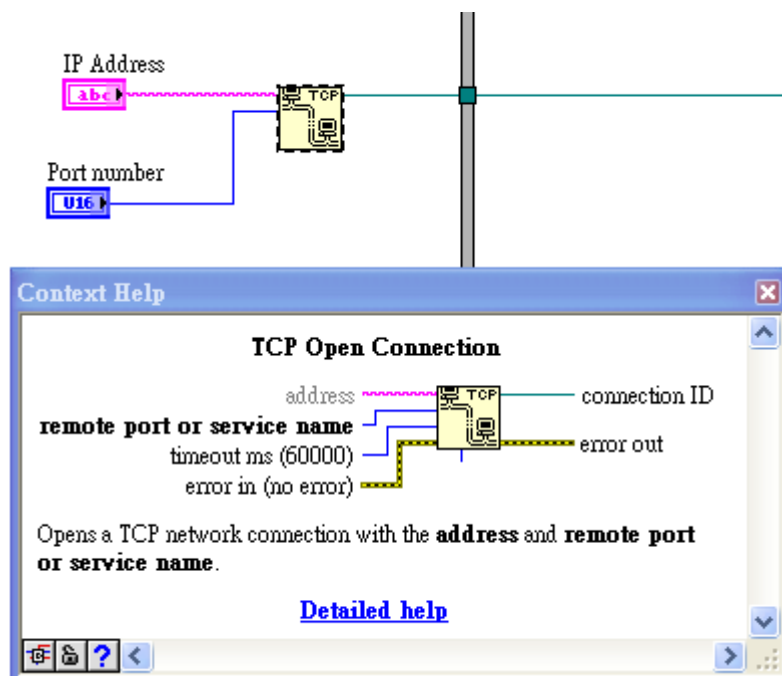 IP Address
abc
TCP
Port number
U16
Context Help
TCP Open Connection
address
TCP
connection ID
remote port or service name
timeout ms (60000)
error out
error in (no error)
Opens a TCP network connection with the address and remote port
or service name.
Detailed help
?